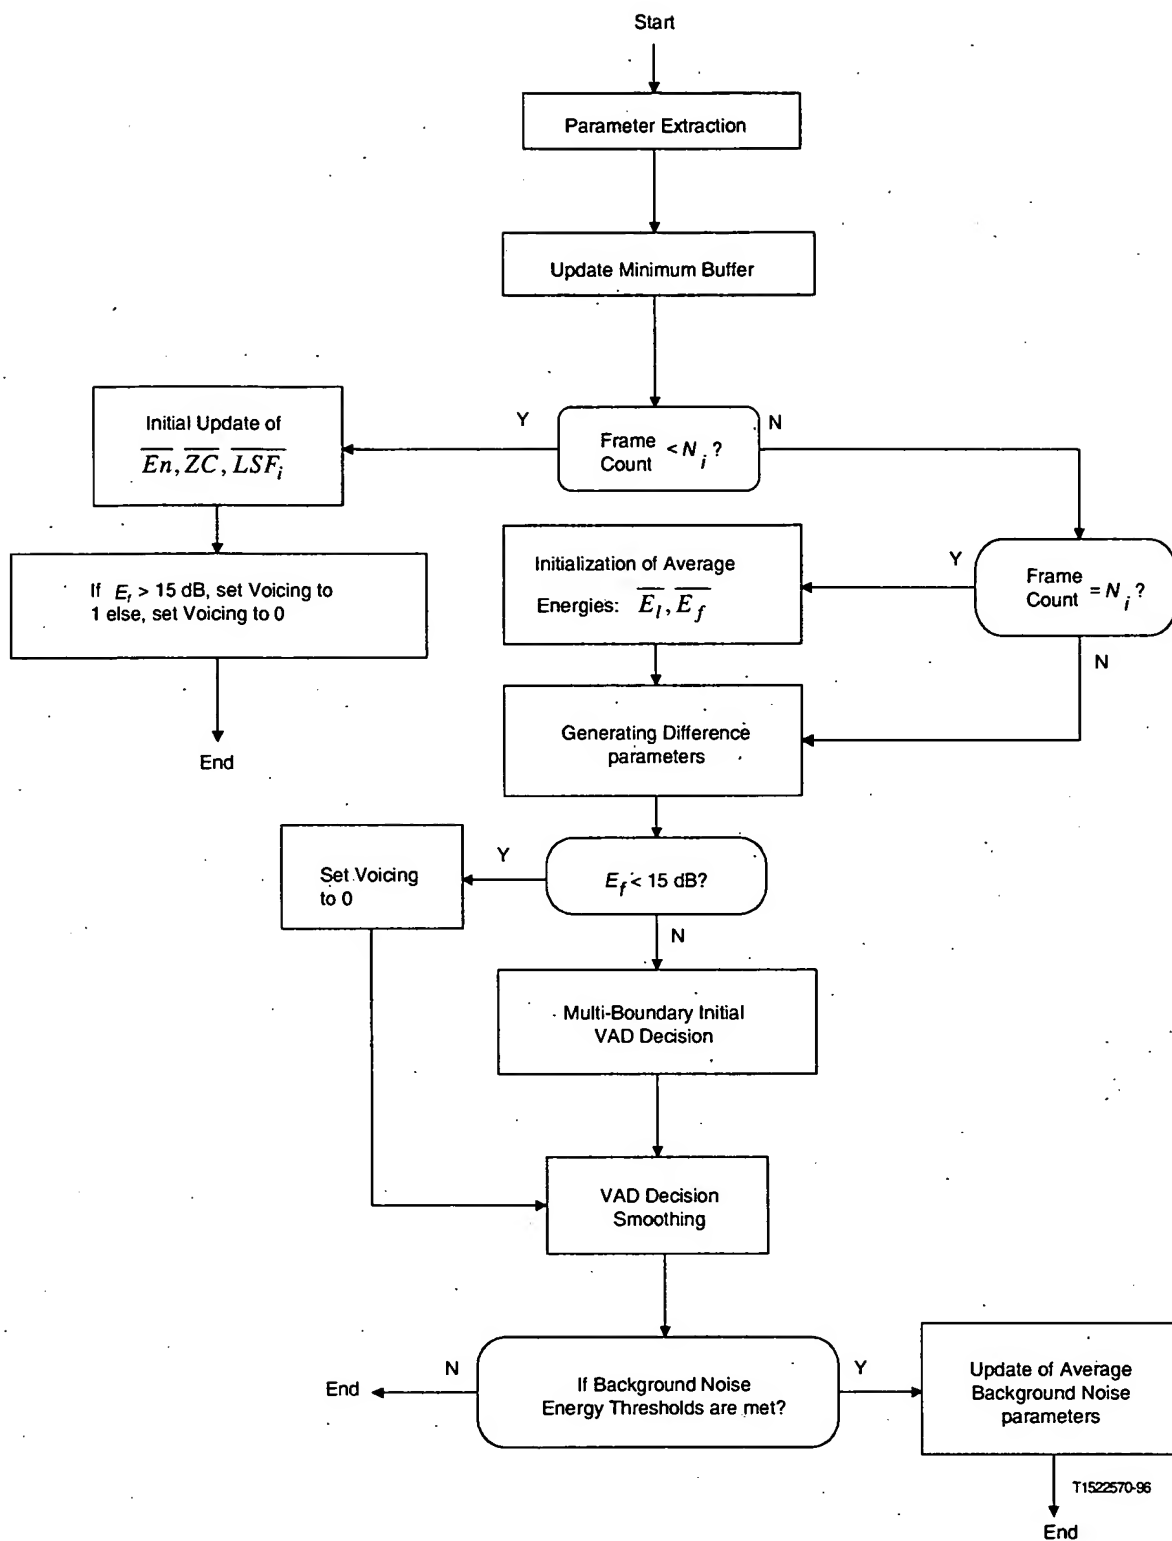 Start
Parameter Extraction
Update Minimum Buffer
Y
N
Initial Update of
En, ZC, LSF_i
Frame
Count < N_i ?
If E_f > 15 dB, set Voicing to
1 else, set Voicing to 0
End
Initialization of Average
Energies: E_l, E_f
Y
Frame
Count = N_i ?
N
Generating Difference
parameters
Set Voicing
to 0
Y
E_f < 15 dB?
N
Multi-Boundary Initial
VAD Decision
VAD Decision
Smoothing
End
N
If Background Noise
Energy Thresholds are met?
Y
Update of Average
Background Noise
parameters
T1522570-96
End